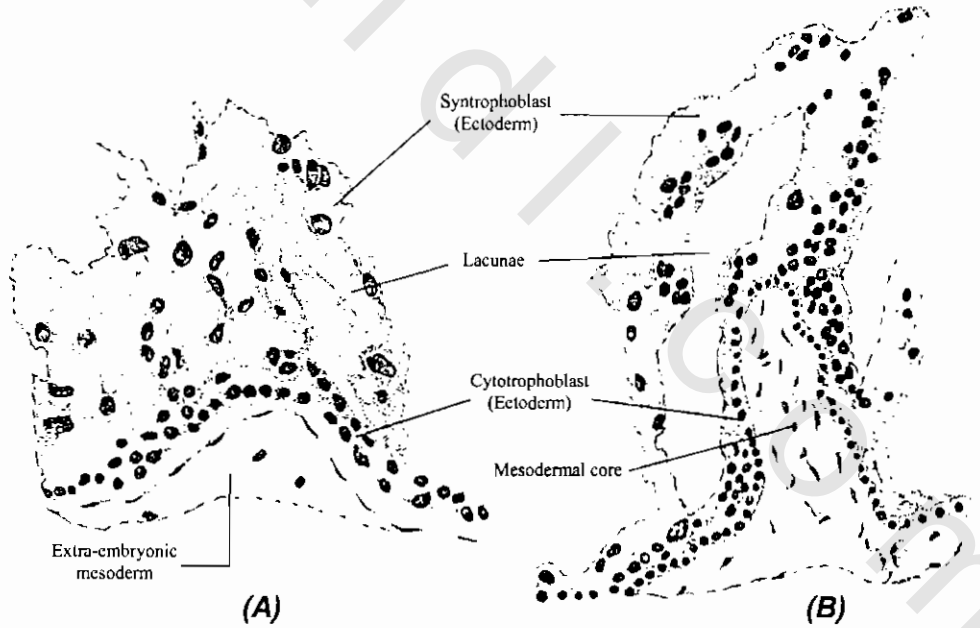 Syntrophoblast
(Ectoderm)
Lacunae
Cytotrophoblast
(Ectoderm)
Mesodermal core
Extra-embryonic
mesoderm
(A)
(B)